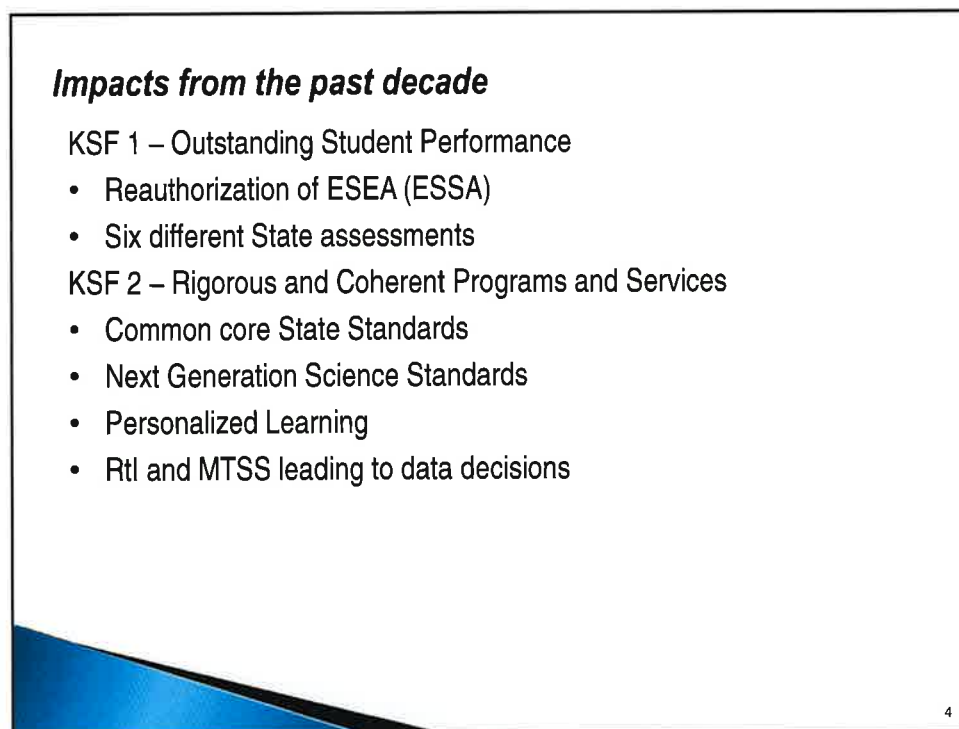 Impacts from the past decade
KSF 1 – Outstanding Student Performance
• Reauthorization of ESEA (ESSA)
• Six different State assessments
KSF 2 – Rigorous and Coherent Programs and Services
• Common core State Standards
• Next Generation Science Standards
• Personalized Learning
• RtI and MTSS leading to data decisions
4